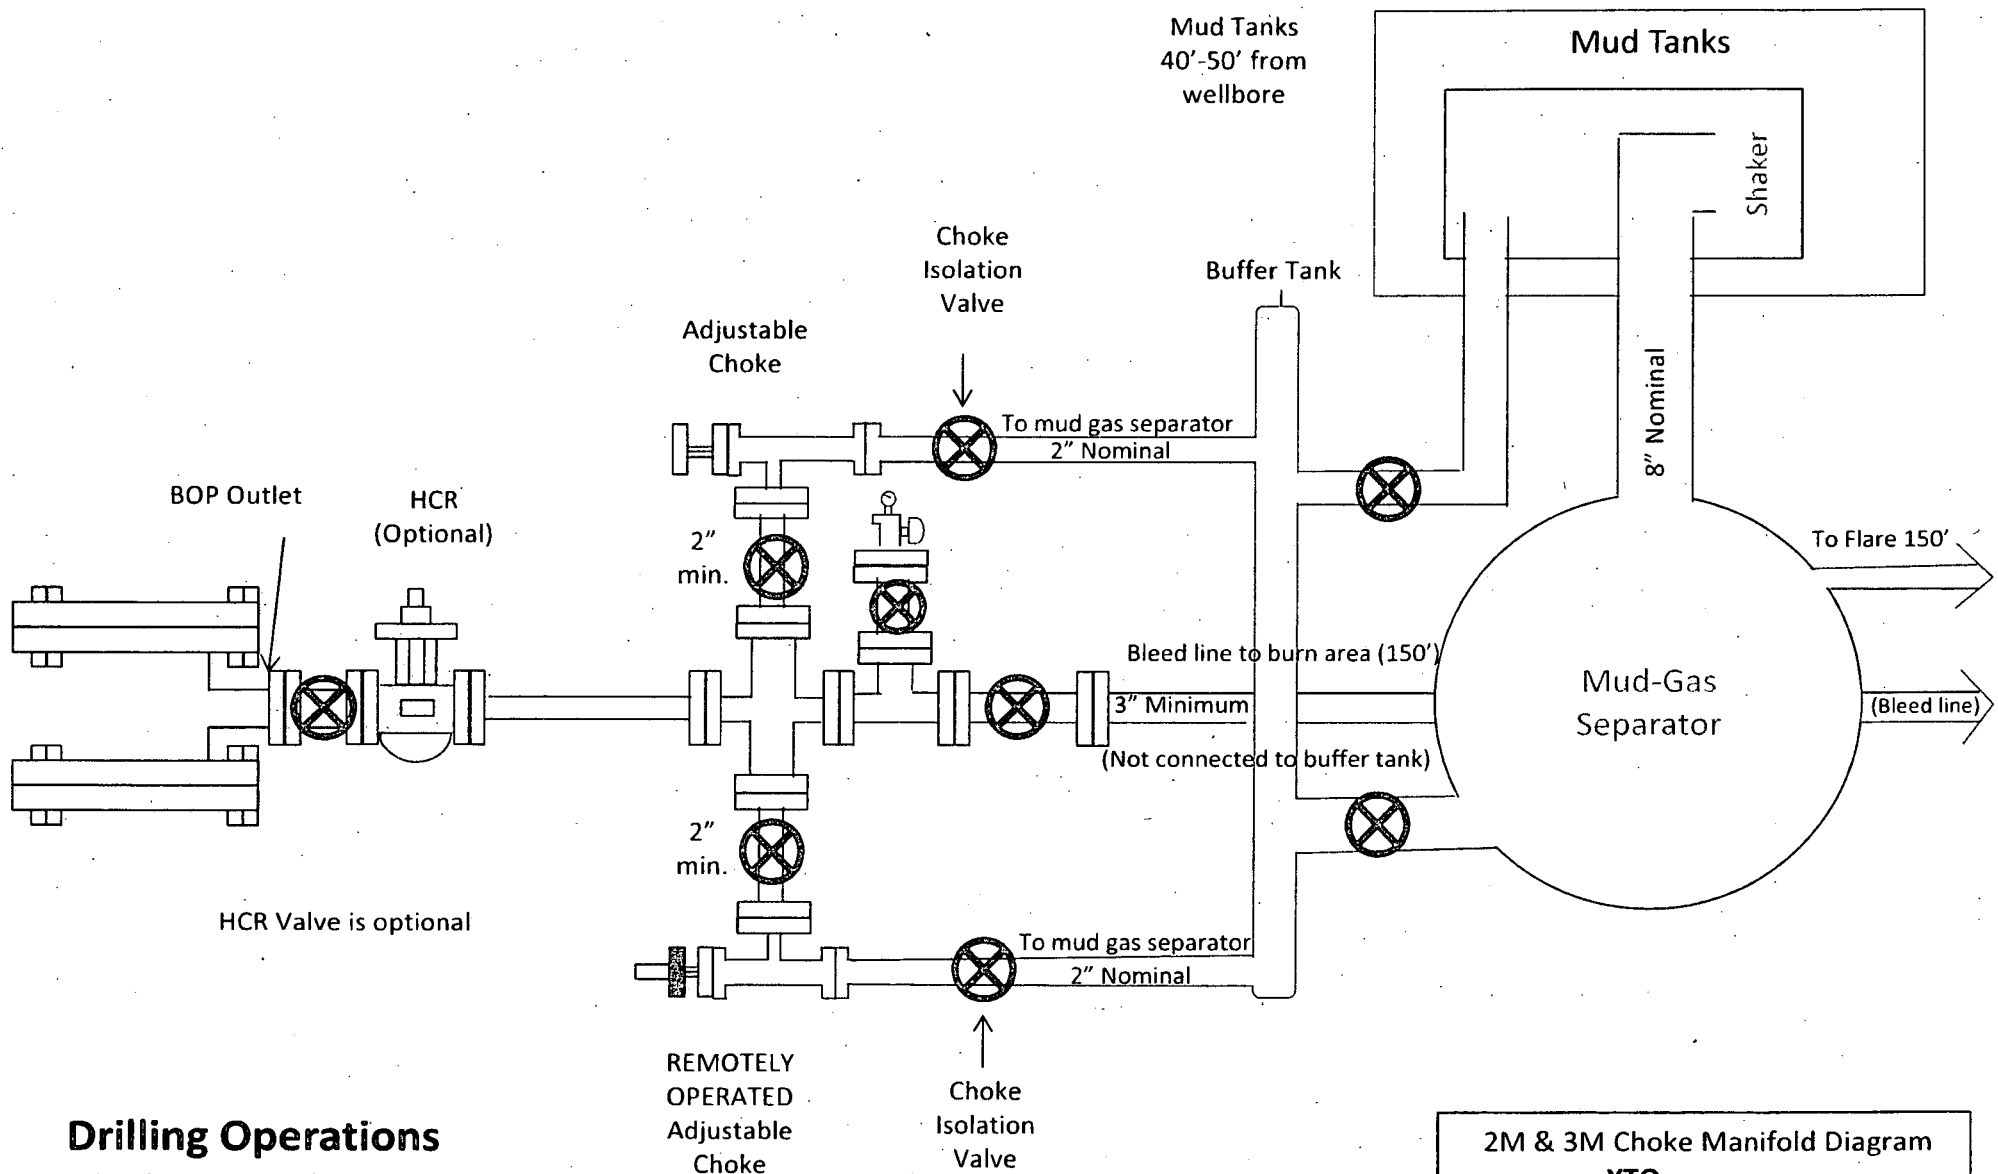 Mud Tanks
40'-50' from
wellbore
Mud Tanks
Shaker
Choke
Isolation
Valve
Buffer Tank
Adjustable
Choke
8" Nominal
To mud gas separator
2" Nominal
BOP Outlet
HCR
(Optional)
2"
min.
To Flare 150'
Bleed line to burn area (150')
3" Minimum
(Not connected to buffer tank)
Mud-Gas
Separator
(Bleed line)
2"
min.
HCR Valve is optional
To mud gas separator
2" Nominal
REMOTELY
OPERATED
Adjustable
Choke
Choke
Isolation
Valve
Drilling Operations
2M & 3M Choke Manifold Diagram
XTO